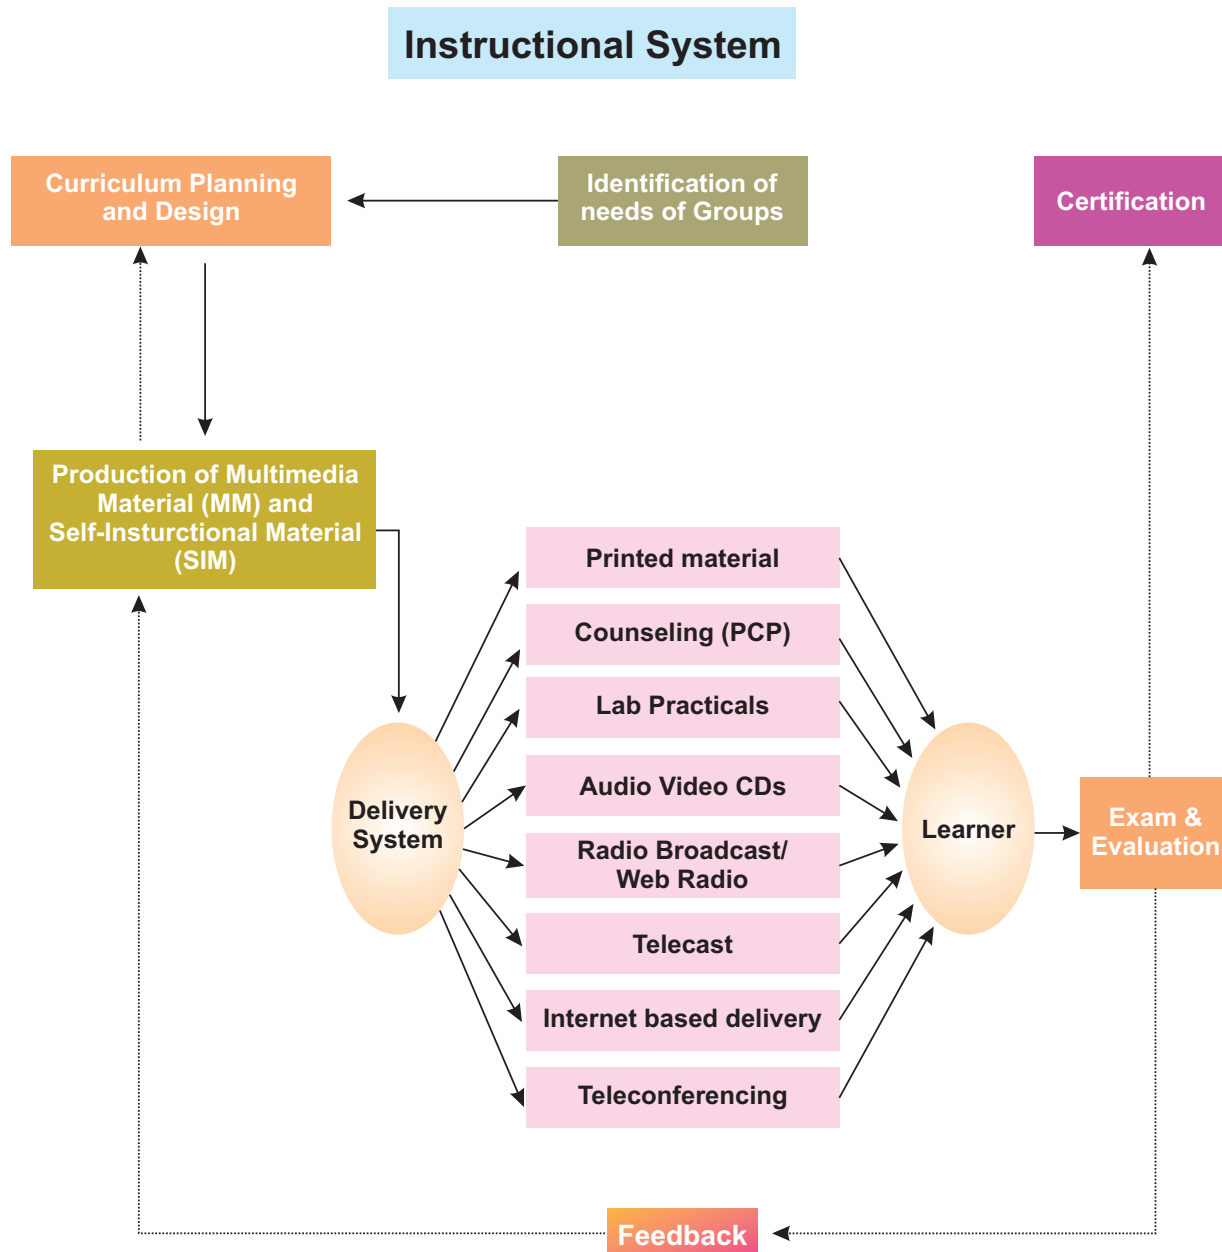 Instructional System
Curriculum Planning
and Design
Identification of
needs of Groups
Certification
Production of Multimedia
Material (MM) and
Self-Insturctional Material
(SIM)
Printed material
Counseling (PCP)
Lab Practicals
Audio Video CDs
Radio Broadcast/
Web Radio
Telecast
Internet based delivery
Teleconferencing
Delivery
System
Learner
Exam &
Evaluation
Feedback